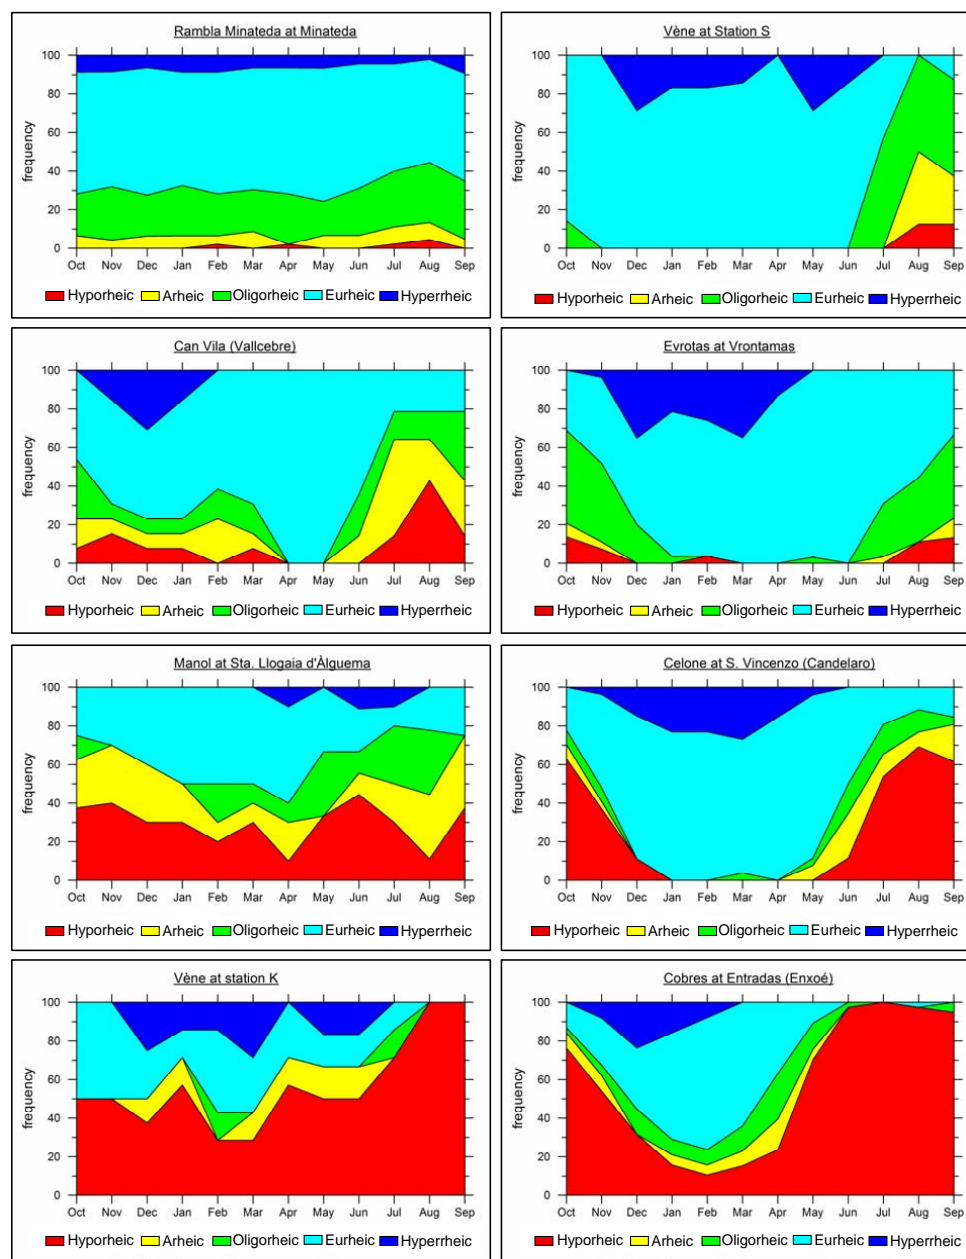 Rambla Minateda at Minateda
frequency
100
80
60
40
20
0
Oct Nov Dec Jan Feb Mar Apr May Jun Jul Aug Sep
Hyporheic Arheic Oligorheic Eurheic Hyperrheic
Vène at Station S
frequency
100
80
60
40
20
0
Oct Nov Dec Jan Feb Mar Apr May Jun Jul Aug Sep
Hyporheic Arheic Oligorheic Eurheic Hyperrheic
Can Vila (Vallcebre)
frequency
100
80
60
40
20
0
Oct Nov Dec Jan Feb Mar Apr May Jun Jul Aug Sep
Hyporheic Arheic Oligorheic Eurheic Hyperrheic
Evrotas at Vrontamas
frequency
100
80
60
40
20
0
Oct Nov Dec Jan Feb Mar Apr May Jun Jul Aug Sep
Hyporheic Arheic Oligorheic Eurheic Hyperrheic
Manol at Sta. Llogaia d'Àlguema
frequency
100
80
60
40
20
0
Oct Nov Dec Jan Feb Mar Apr May Jun Jul Aug Sep
Hyporheic Arheic Oligorheic Eurheic Hyperrheic
Celone at S. Vincenzo (Candelaro)
frequency
100
80
60
40
20
0
Oct Nov Dec Jan Feb Mar Apr May Jun Jul Aug Sep
Hyporheic Arheic Oligorheic Eurheic Hyperrheic
Vène at station K
frequency
100
80
60
40
20
0
Oct Nov Dec Jan Feb Mar Apr May Jun Jul Aug Sep
Hyporheic Arheic Oligorheic Eurheic Hyperrheic
Cobres at Entradas (Enxoé)
frequency
100
80
60
40
20
0
Oct Nov Dec Jan Feb Mar Apr May Jun Jul Aug Sep
Hyporheic Arheic Oligorheic Eurheic Hyperrheic